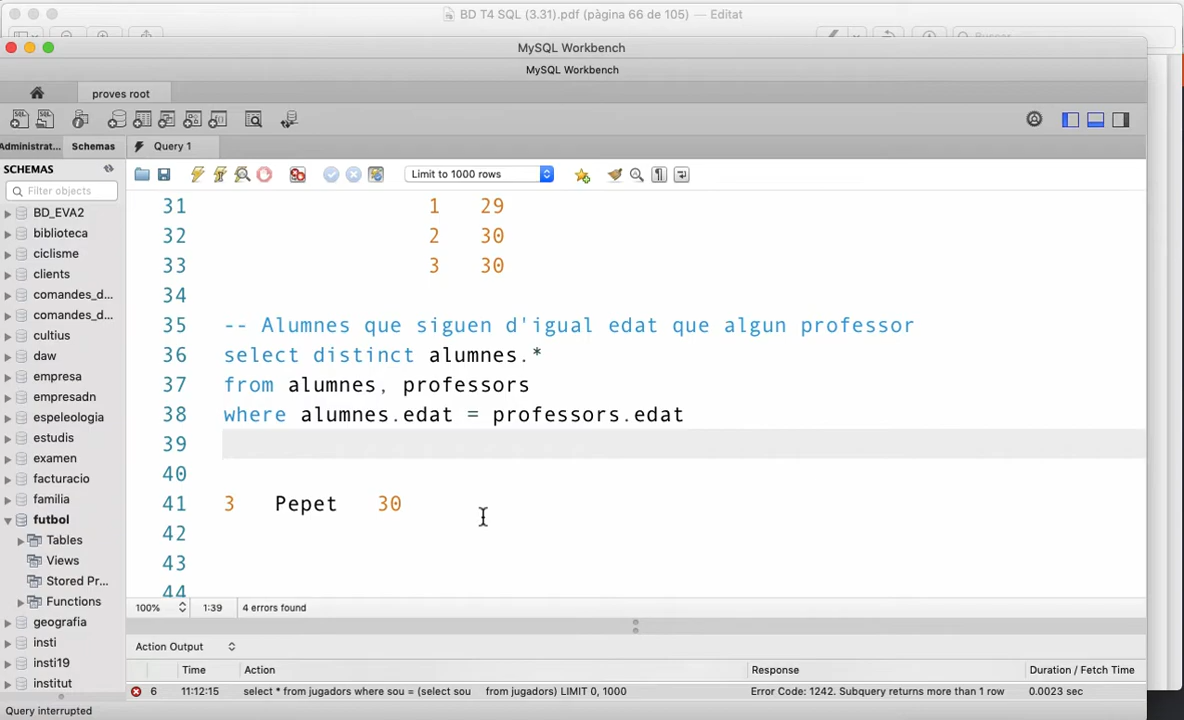 BD T4 SQL (3.31).pdf (pàgina 66 de 105) — Editat
MySQL Workbench
MySQL Workbench
proves root
Administrat... Schemas Query 1
SCHEMAS
Limit to 1000 rows
Filter objects
BD_EVA2
biblioteca
ciclisme
clients
comandes_d...
comandes_d...
cultius
daw
empresa
empresadn
espeleologia
estudis
examen
facturacio
familia
futbol
Tables
Views
Stored Pr...
Functions
geografia
insti
insti19
institut
31 1 29
32 2 30
33 3 30
34
35 -- Alumnes que siguen d'igual edat que algun professor
36 select distinct alumnes.*
37 from alumnes, professors
38 where alumnes.edat = professors.edat
39
40
41 3 Pepet 30
42
43
44
100% 1:39 4 errors found
Action Output
Time Action Response Duration / Fetch Time
6 11:12:15 select * from jugadors where sou = (select sou from jugadors) LIMIT 0, 1000 Error Code: 1242. Subquery returns more than 1 row 0.0023 sec
Query interrupted